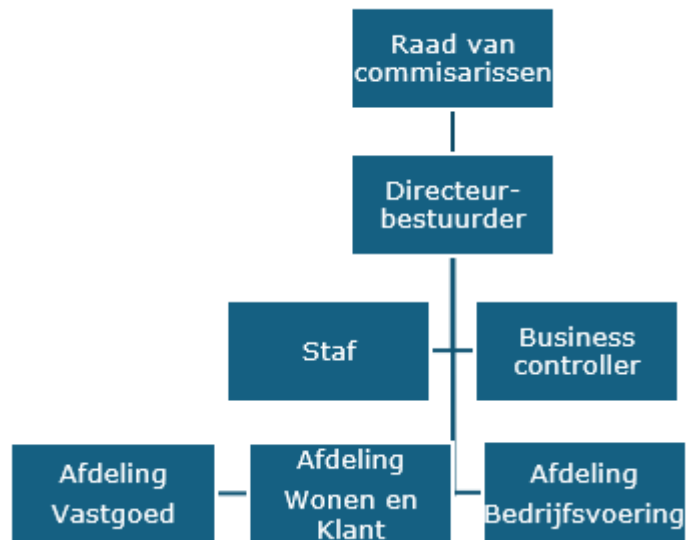 Raad van
commisarissen
Directeur-
bestuurder
Staf
Business
controller
Afdeling
Vastgoed
Afdeling
Wonen en
Klant
Afdeling
Bedrijfsvoering